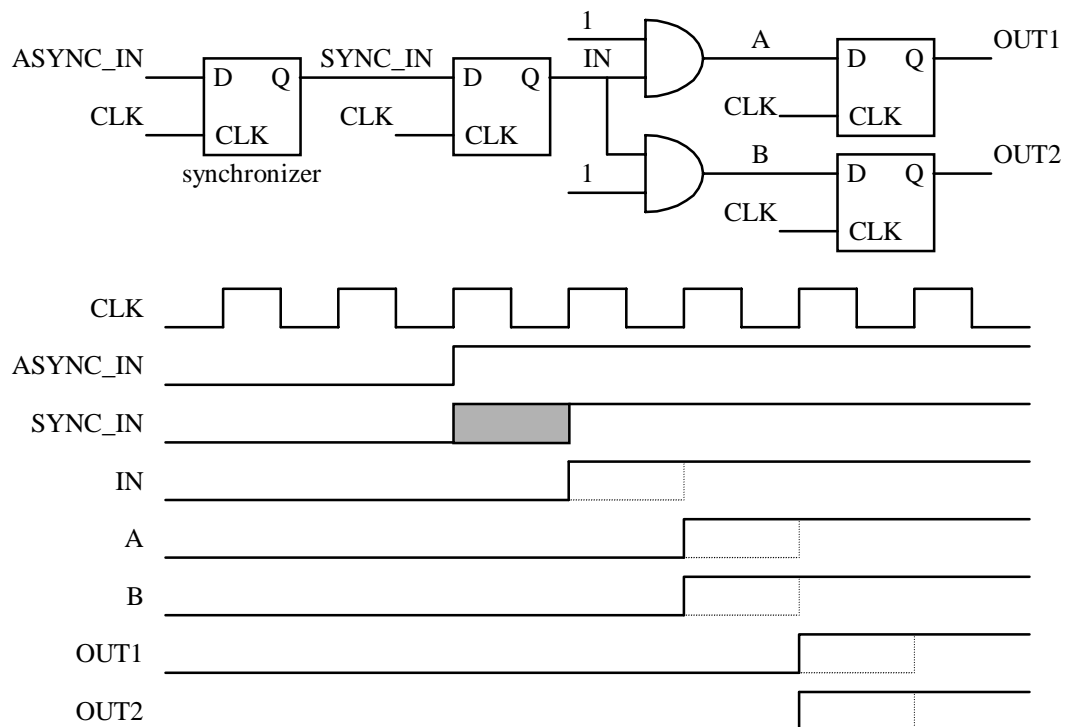 1
A
OUT1
ASYNC_IN
SYNC_IN
IN
D Q
D Q
D Q
CLK
CLK
CLK
CLK
CLK
CLK
synchronizer
B
OUT2
1
D Q
CLK
CLK
CLK
ASYNC_IN
SYNC_IN
IN
A
B
OUT1
OUT2